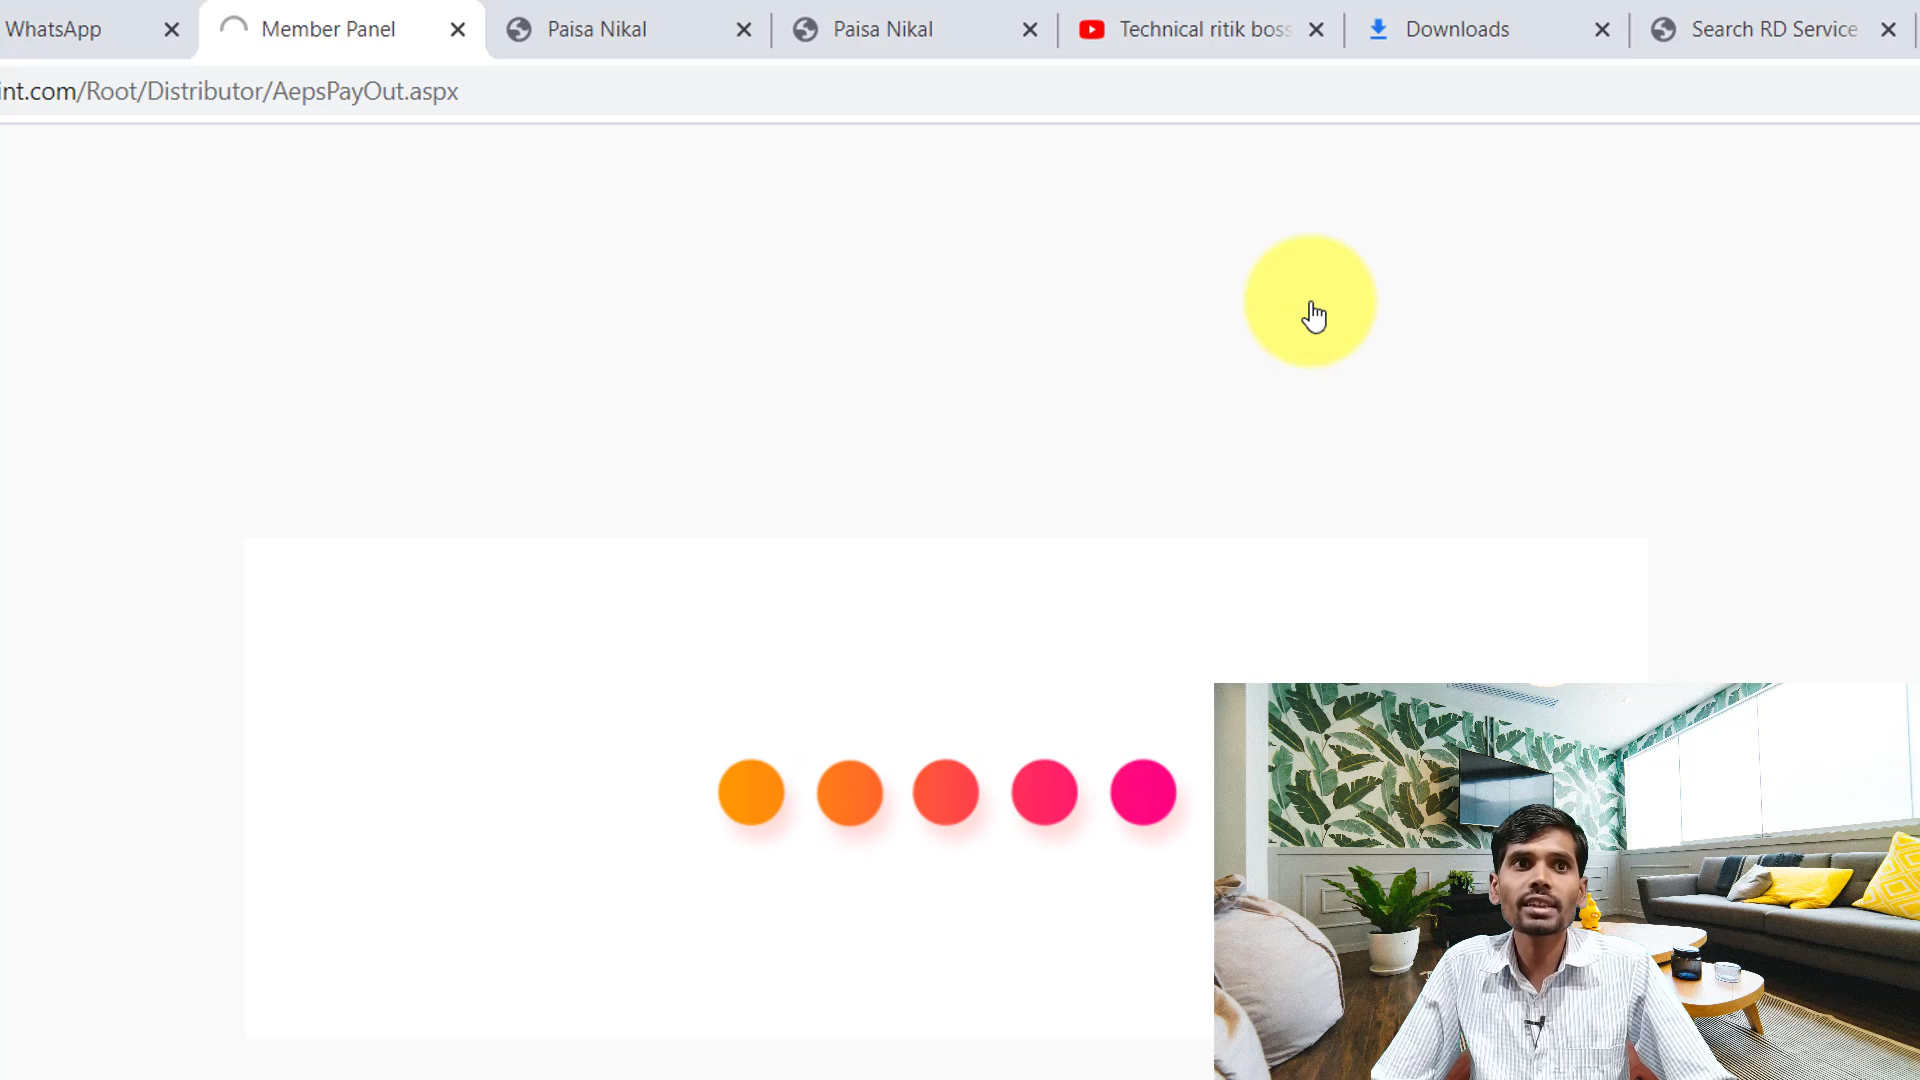 WhatsApp
Member Panel
Paisa Nikal
Paisa Nikal
Technical ritik boss
Downloads
Search RD Service
int.com/Root/Distributor/AepsPayOut.aspx